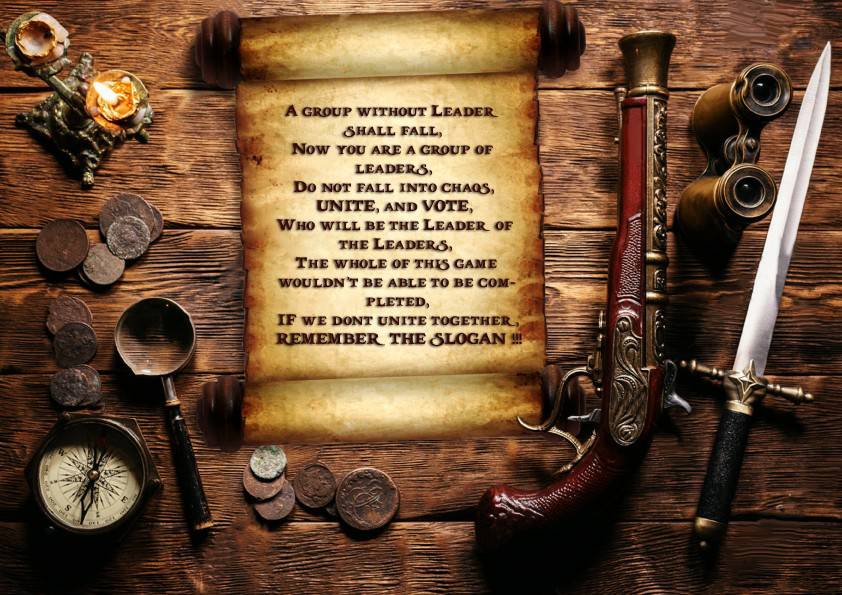 A GROUP WITHOUT LEADER
SHALL FALL,
NOW YOU ARE A GROUP OF
LEADERS,
DO NOT FALL INTO CHAOS,
UNITE, AND VOTE,
WHO WILL BE THE LEADER OF
THE LEADERS,
THE WHOLE OF THIS GAME
WOULDN'T BE ABLE TO BE COM-
PLETED,
IF WE DONT UNITE TOGETHER,
REMEMBER THE SLOGAN !!!